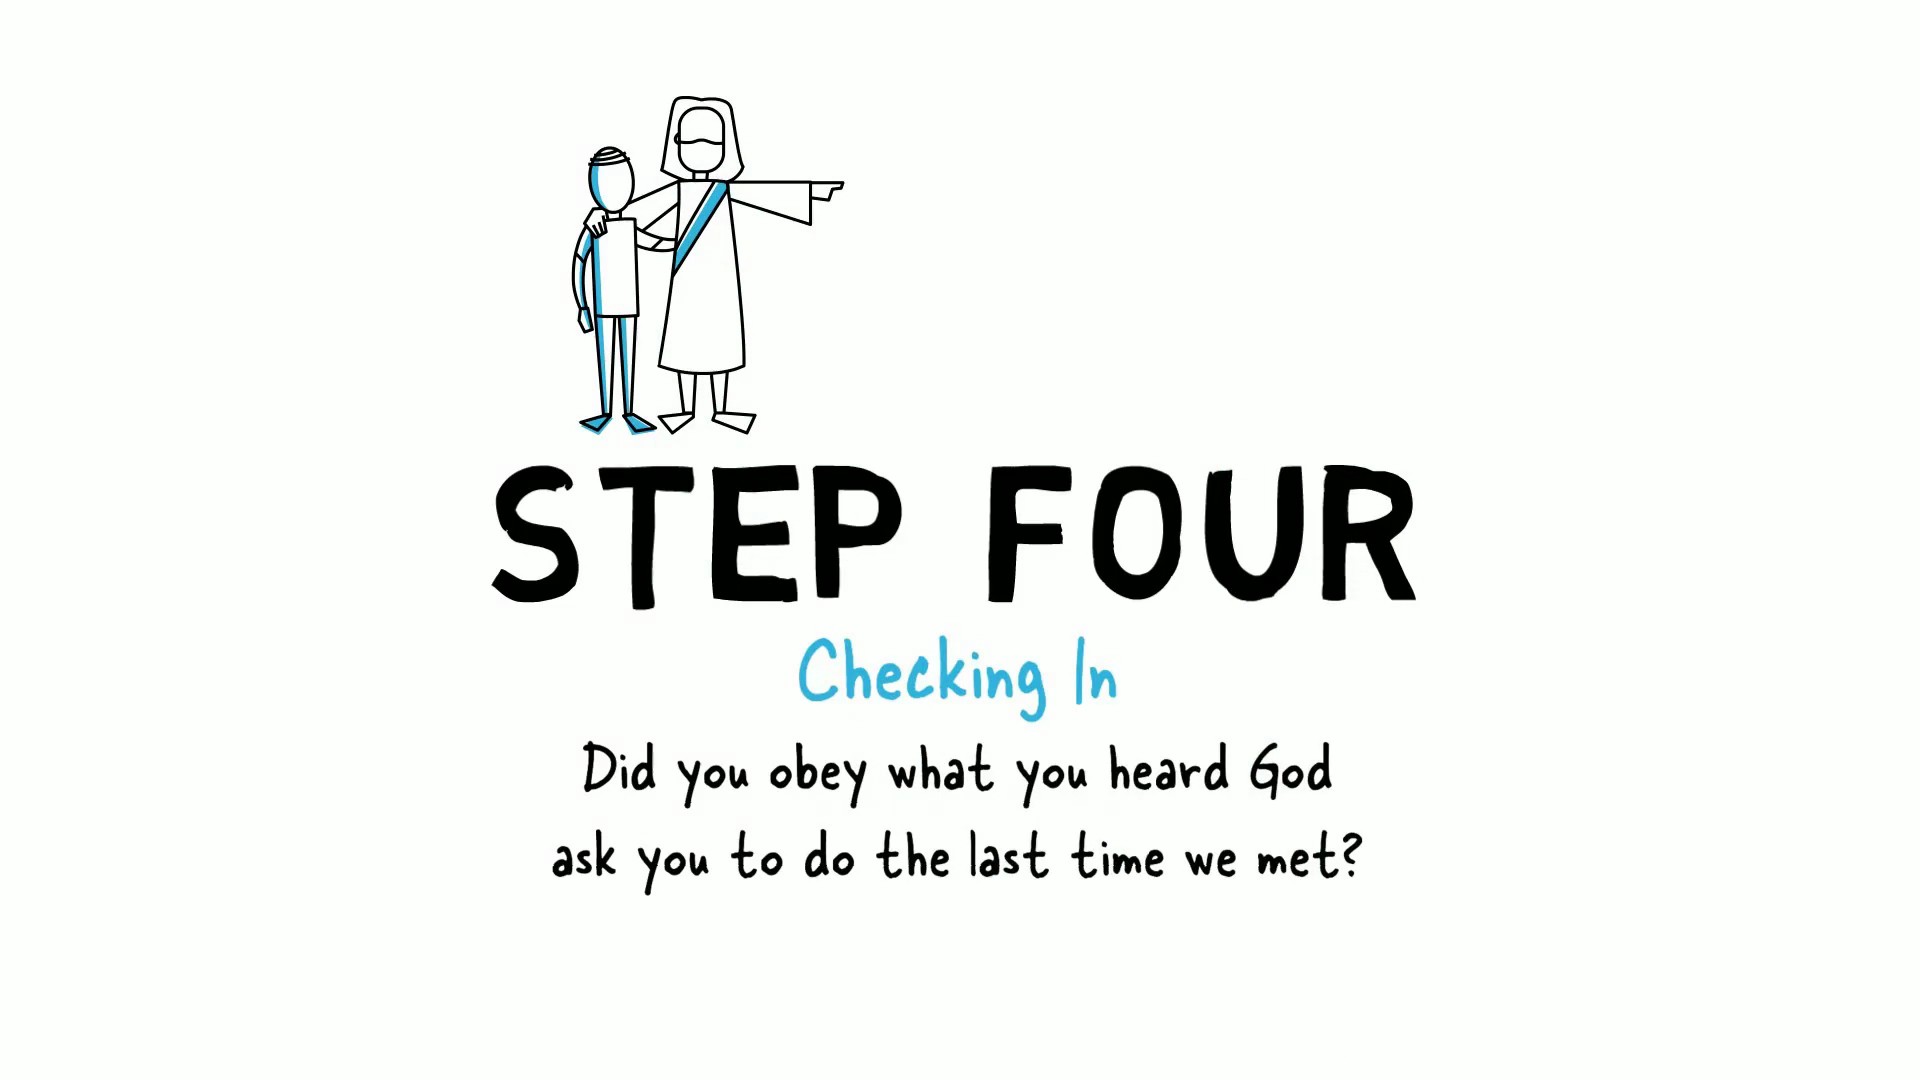 STEP FOUR
Checking In
Did you obey what you heard God
ask you to do the last time we met?